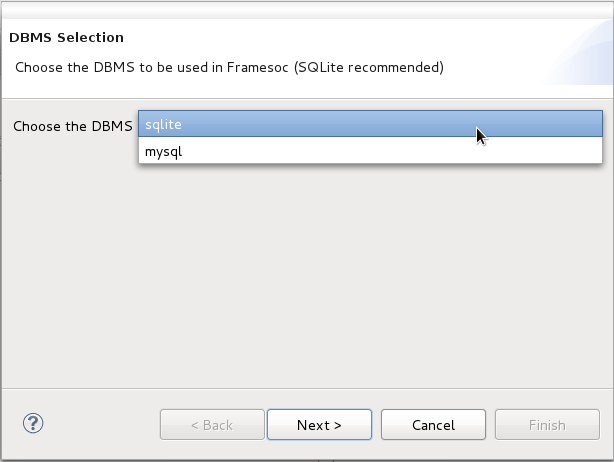 DBMS Selection
Choose the DBMS to be used in Framesoc (SQLite recommended)
Choose the DBMS sqlite
mysql
? < Back Next > Cancel Finish